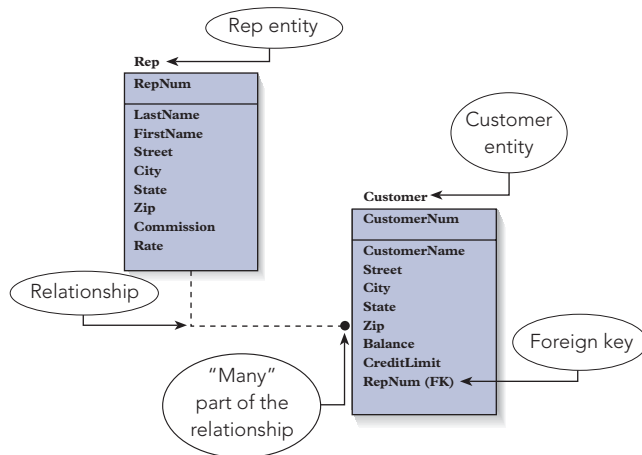 Rep entity
Rep
RepNum
LastName
FirstName
Street
City
State
Zip
Commission
Rate
Customer
entity
Customer
CustomerNum
CustomerName
Street
City
State
Zip
Balance
CreditLimit
RepNum (FK)
Relationship
"Many"
part of the
relationship
Foreign key